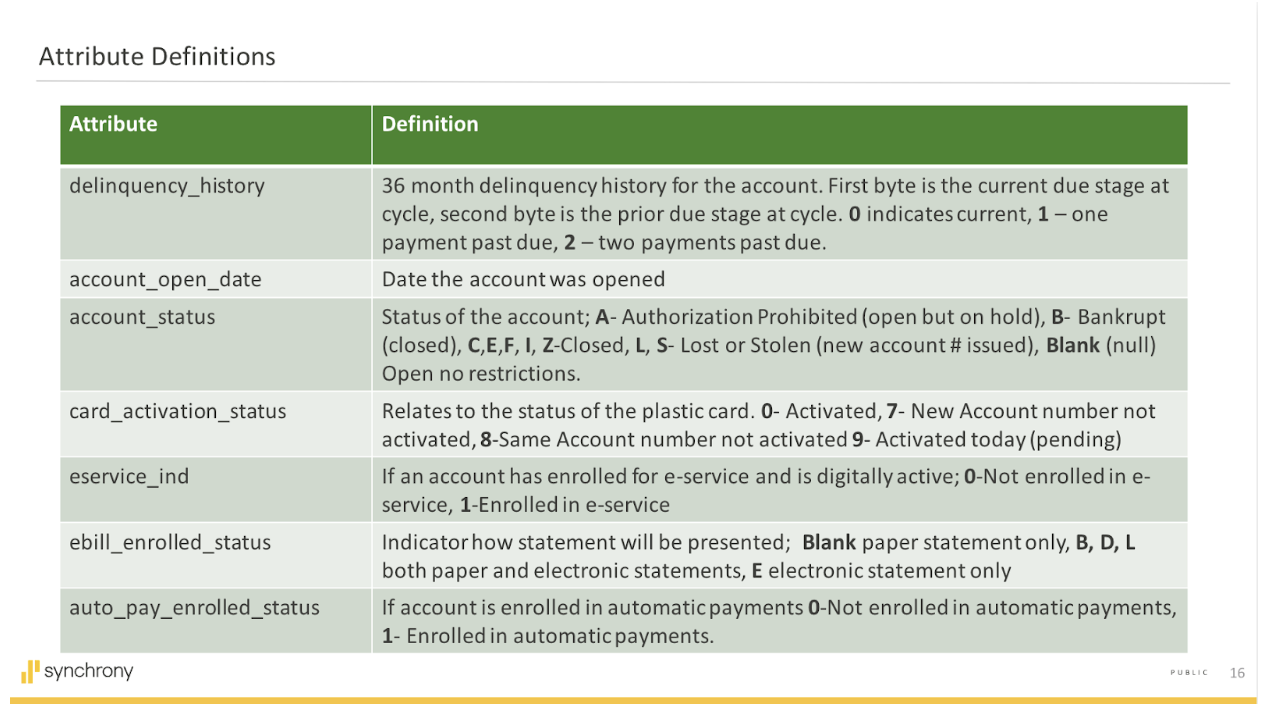 Attribute Definitions
Attribute
Definition
delinquency_history
36 month delinquency history for the account. First byte is the current due stage at
cycle, second byte is the prior due stage at cycle. 0 indicates current, 1 – one
payment past due, 2 – two payments past due.
account_open_date
Date the account was opened
account_status
Status of the account; A- Authorization Prohibited (open but on hold), B- Bankrupt
(closed), C,E,F, I, Z-Closed, L, S- Lost or Stolen (new account # issued), Blank (null)
Open no restrictions.
card_activation_status
Relates to the status of the plastic card. 0- Activated, 7- New Account number not
activated, 8-Same Account number not activated 9- Activated today (pending)
eservice_ind
If an account has enrolled for e-service and is digitally active; 0-Not enrolled in e-
service, 1-Enrolled in e-service
ebill_enrolled_status
Indicator how statement will be presented;  Blank paper statement only, B, D, L
both paper and electronic statements, E electronic statement only
auto_pay_enrolled_status
If account is enrolled in automatic payments 0-Not enrolled in automatic payments,
1- Enrolled in automatic payments.
synchrony
PUBLIC
16